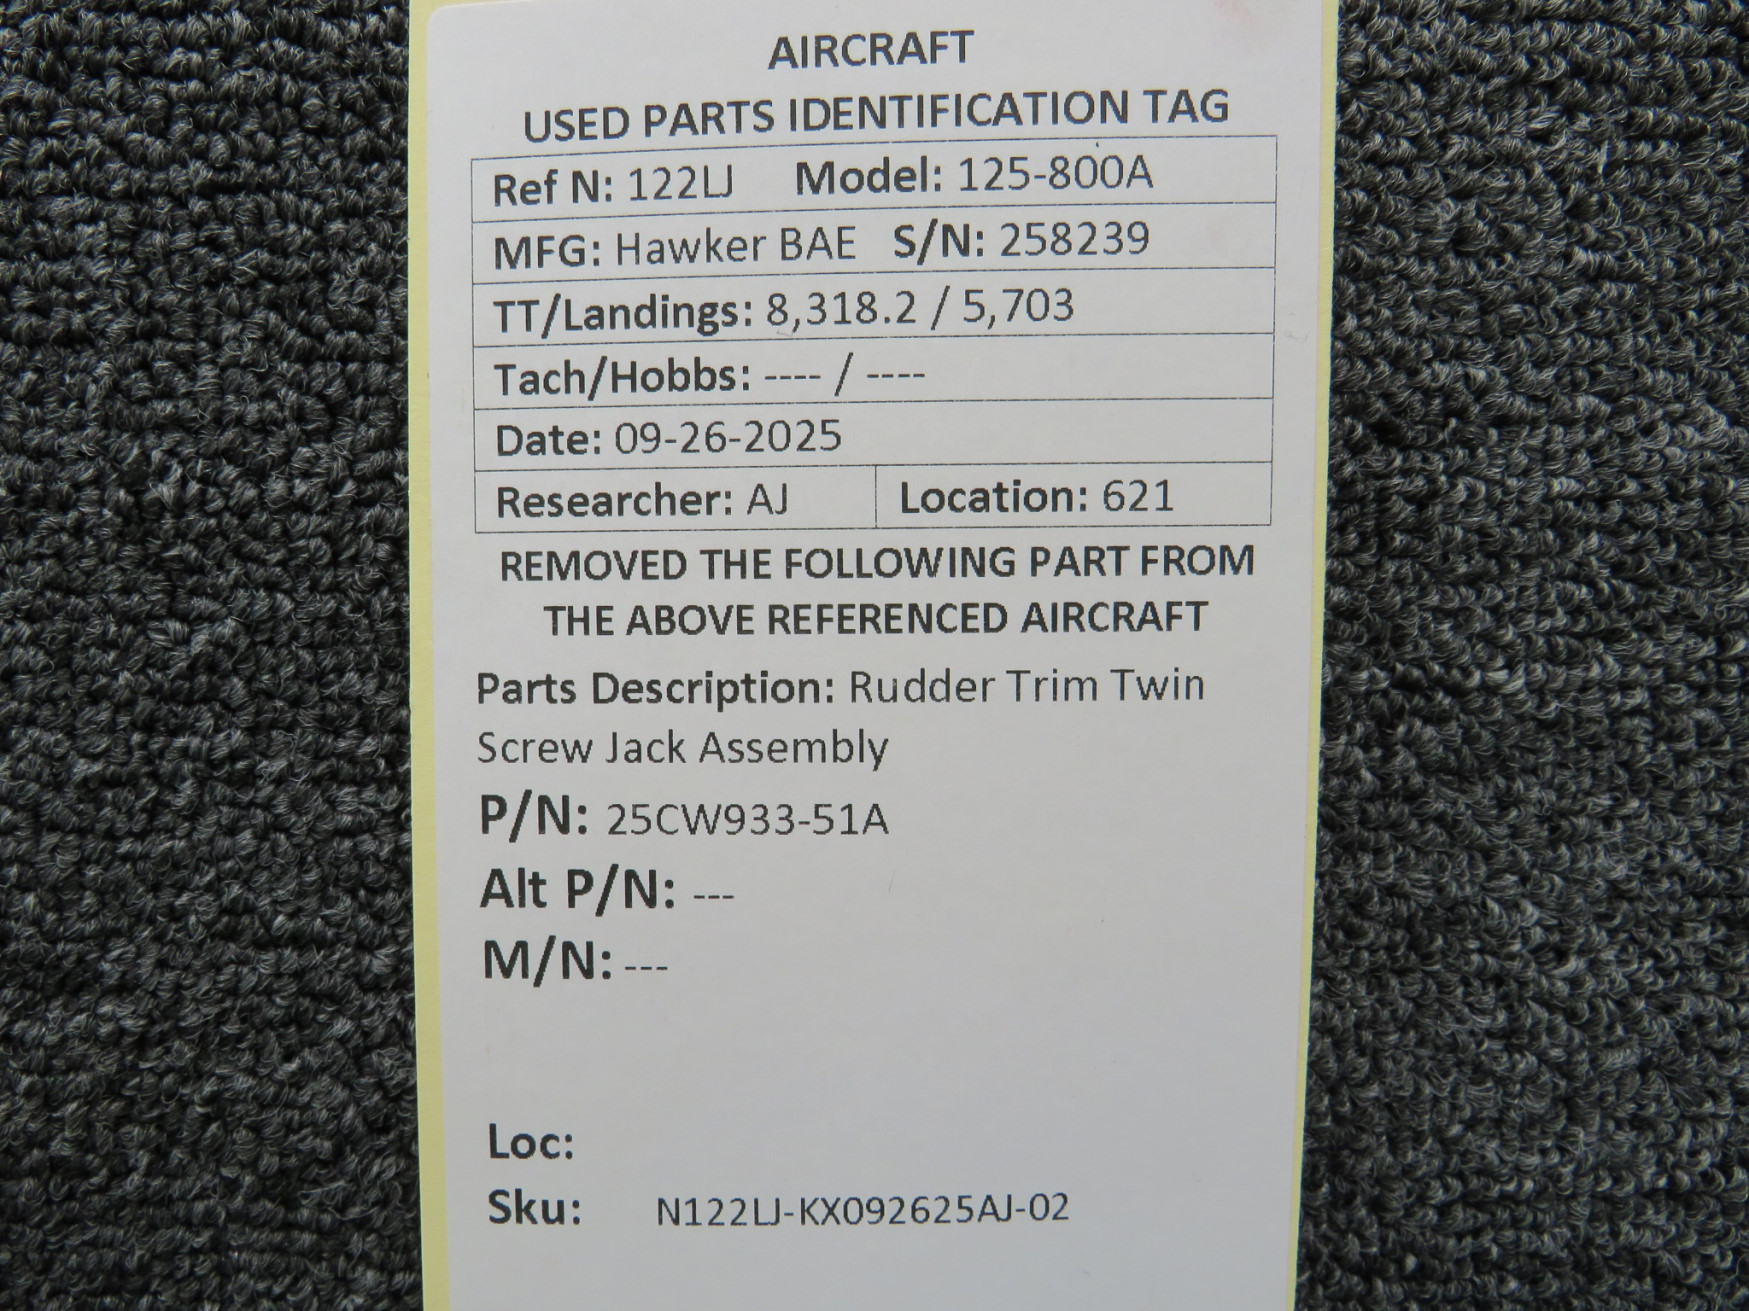 AIRCRAFT
USED PARTS IDENTIFICATION TAG
Ref N: 122LJ Model: 125-800A
MFG: Hawker BAE S/N: 258239
TT/Landings: 8,318.2 / 5,703
Tach/Hobbs: ---- / ----
Date: 09-26-2025
Researcher: AJ Location: 621
REMOVED THE FOLLOWING PART FROM
THE ABOVE REFERENCED AIRCRAFT
Parts Description: Rudder Trim Twin
Screw Jack Assembly
P/N: 25CW933-51A
Alt P/N: ---
M/N: ---
Loc:
Sku: N122LJ-KX092625AJ-02